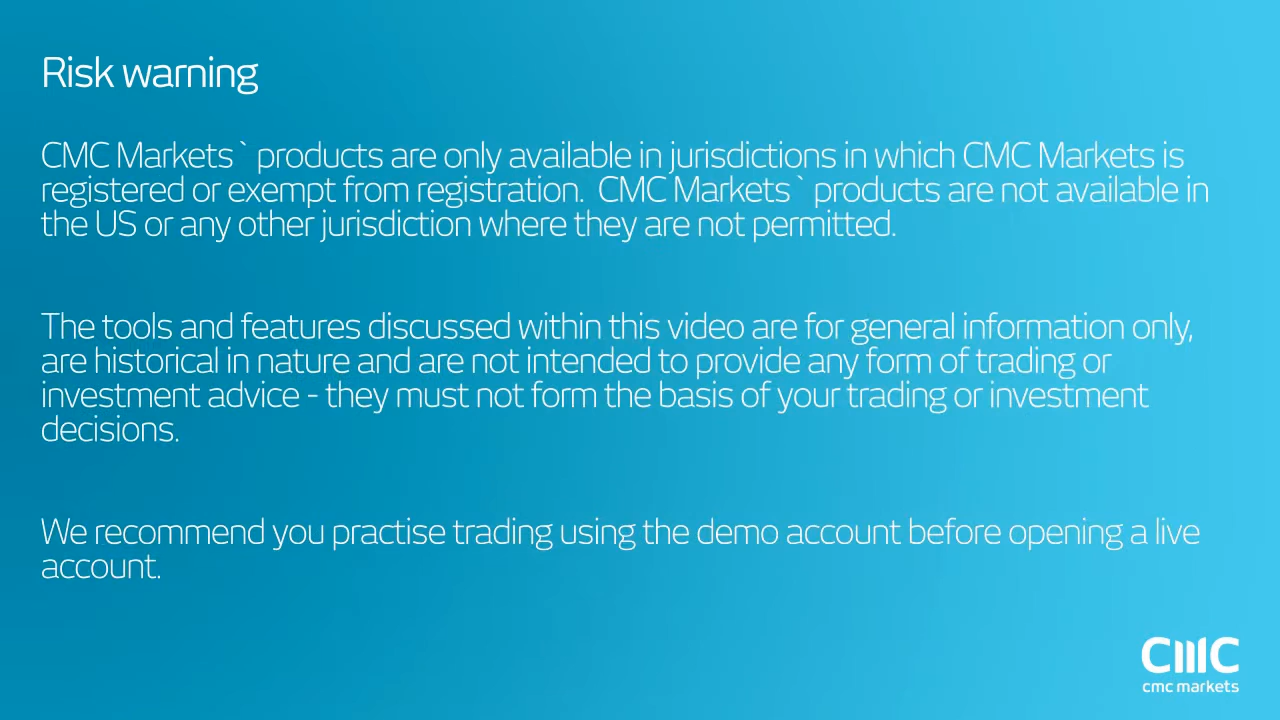 Risk warning
CMC Markets` products are only available in jurisdictions in which CMC Markets is
registered or exempt from registration.  CMC Markets` products are not available in
the US or any other jurisdiction where they are not permitted.
The tools and features discussed within this video are for general information only,
are historical in nature and are not intended to provide any form of trading or
investment advice - they must not form the basis of your trading or investment
decisions.
We recommend you practise trading using the demo account before opening a live
account.
CMC
cmc markets